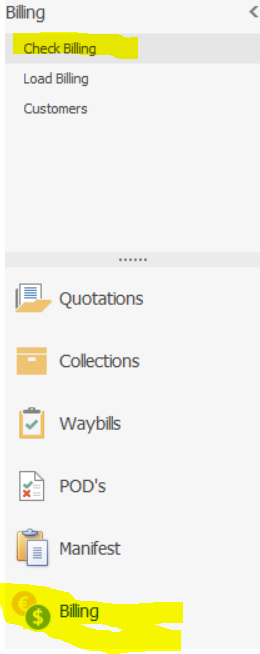 Billing
Check Billing
Load Billing
Customers
Quotations
Collections
Waybills
POD's
Manifest
Billing